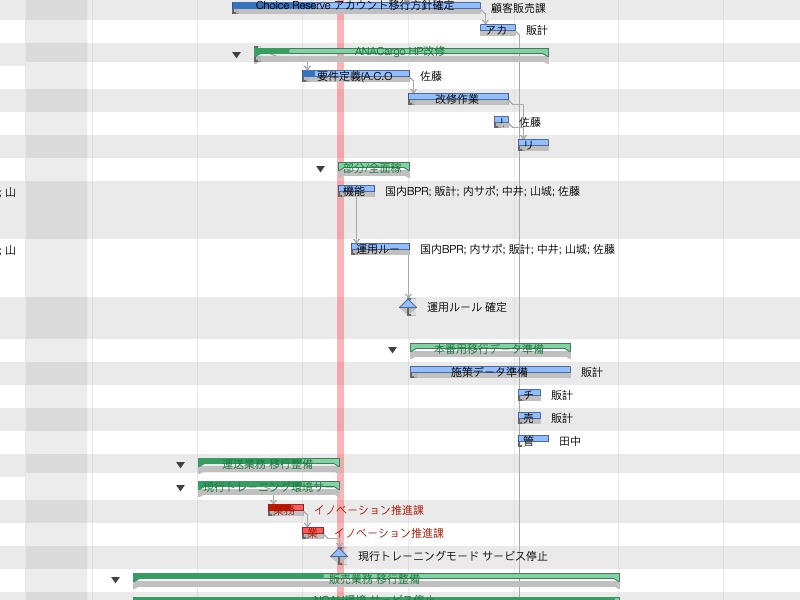 Choice Reserve アカウント移行方針確定 顧客販売課
アカ 販計
ANACargo HP改修
要件定義(A.C.O 佐藤
改修作業
佐藤
リ
部分/全面稼
; 山 機能 国内BPR; 販計; 内サポ; 中井; 山城; 佐藤
; 山 運用ルー 国内BPR; 内サポ; 販計; 中井; 山城; 佐藤
運用ルール 確定
本番用移行データ準備
施策データ準備 販計
チ 販計
売 販計
管 田中
運送業務 移行整備
現行トレーニング環境サ
業務 イノベーション推進課
業 イノベーション推進課
現行トレーニングモード サービス停止
販売業務 移行整備